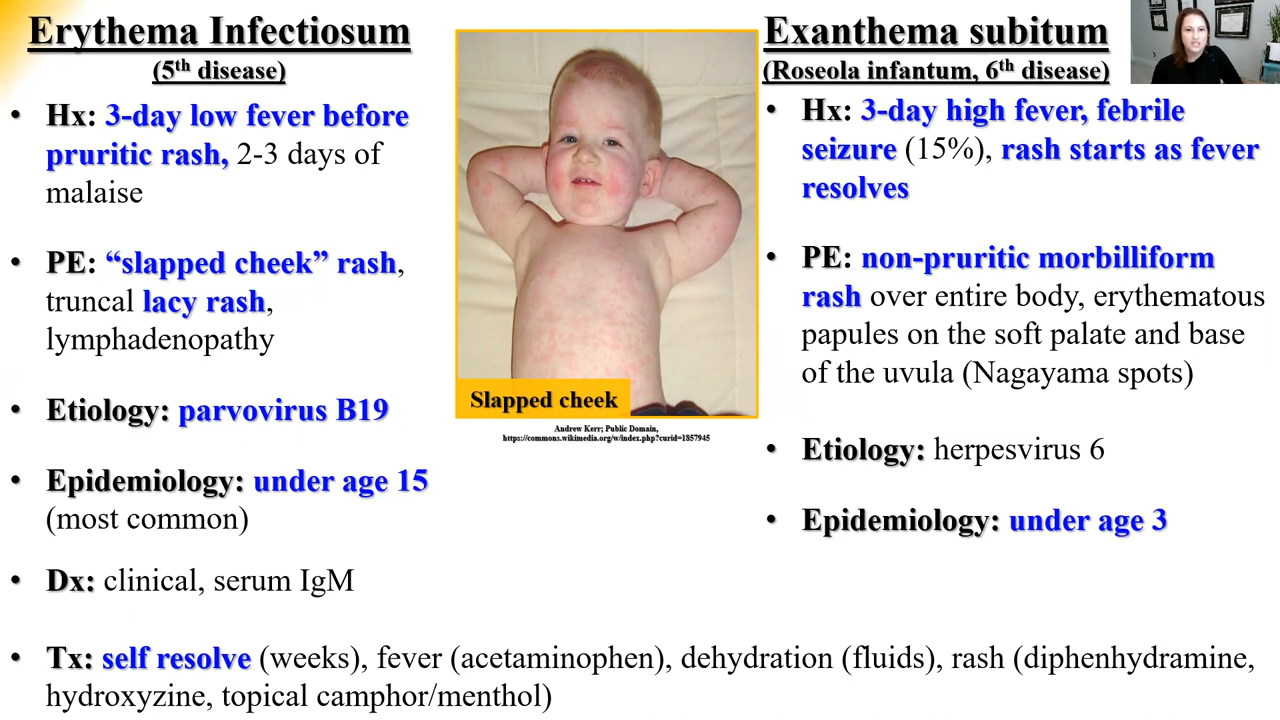 Erythema Infectiosum
(5th disease)
• Hx: 3-day low fever before
pruritic rash, 2-3 days of
malaise
• PE: “slapped cheek” rash,
truncal lacy rash,
lymphadenopathy
• Etiology: parvovirus B19
• Epidemiology: under age 15
(most common)
• Dx: clinical, serum IgM
Slapped cheek
Andrew Kerr; Public Domain,
https://commons.wikimedia.org/w/index.php?curid=1857945
Exanthema subitum
(Roseola infantum, 6th disease)
• Hx: 3-day high fever, febrile
seizure (15%), rash starts as fever
resolves
• PE: non-pruritic morbilliform
rash over entire body, erythematous
papules on the soft palate and base
of the uvula (Nagayama spots)
• Etiology: herpesvirus 6
• Epidemiology: under age 3
• Tx: self resolve (weeks), fever (acetaminophen), dehydration (fluids), rash (diphenhydramine,
hydroxyzine, topical camphor/menthol)